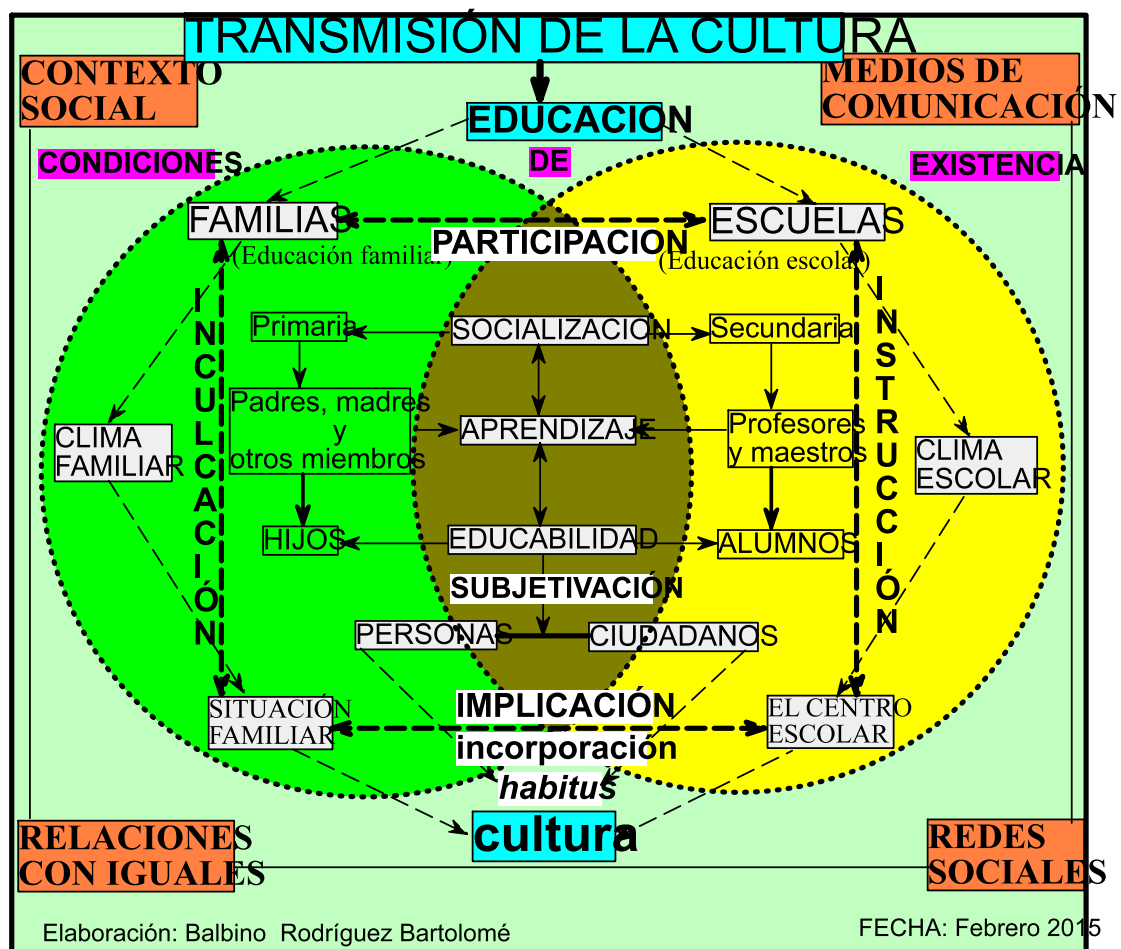 TRANSMISIÓN DE LA CULTURA
CONTEXTO
SOCIAL
MEDIOS DE
COMUNICACIÓN
EDUCACION
CONDICIONES
DE
EXISTENCIA
FAMILIAS
ESCUELAS
PARTICIPACION
(Educación familiar)
(Educación escolar)
INCULCACIÓN
INSTRUCCIÓN
Primaria
SOCIALIZACION
Secundaria
Padres, madres
y
otros miembros
APRENDIZAJE
Profesores
y maestros
CLIMA
FAMILIAR
CLIMA
ESCOLAR
HIJOS
EDUCABILIDAD
ALUMNOS
SUBJETIVACIÓN
PERSONAS
CIUDADANOS
SITUACIÓN
FAMILIAR
IMPLICACIÓN
EL CENTRO
ESCOLAR
incorporación
habitus
cultura
RELACIONES
CON IGUALES
REDES
SOCIALES
Elaboración: Balbino Rodríguez Bartolomé
FECHA: Febrero 2015